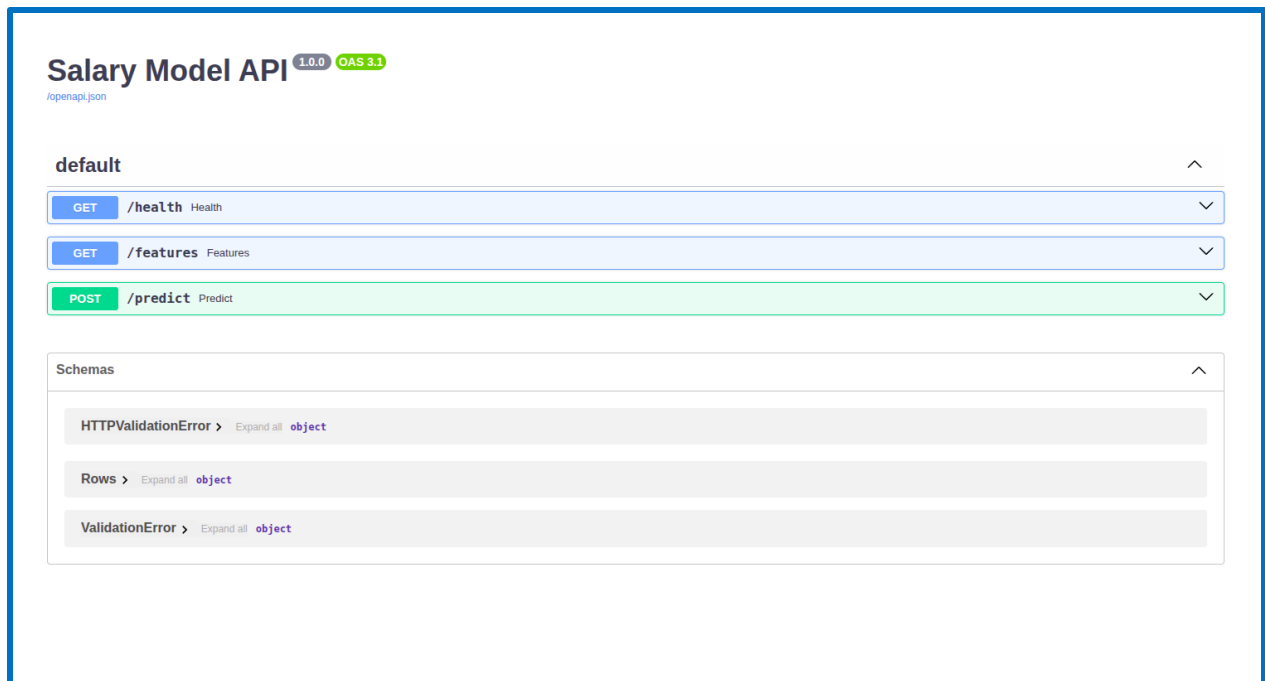 Salary Model API 1.0.0 OAS 3.1
/openapi.json
default
GET /health Health
GET /features Features
POST /predict Predict
Schemas
HTTPValidationError Expand all object
Rows Expand all object
ValidationError Expand all object